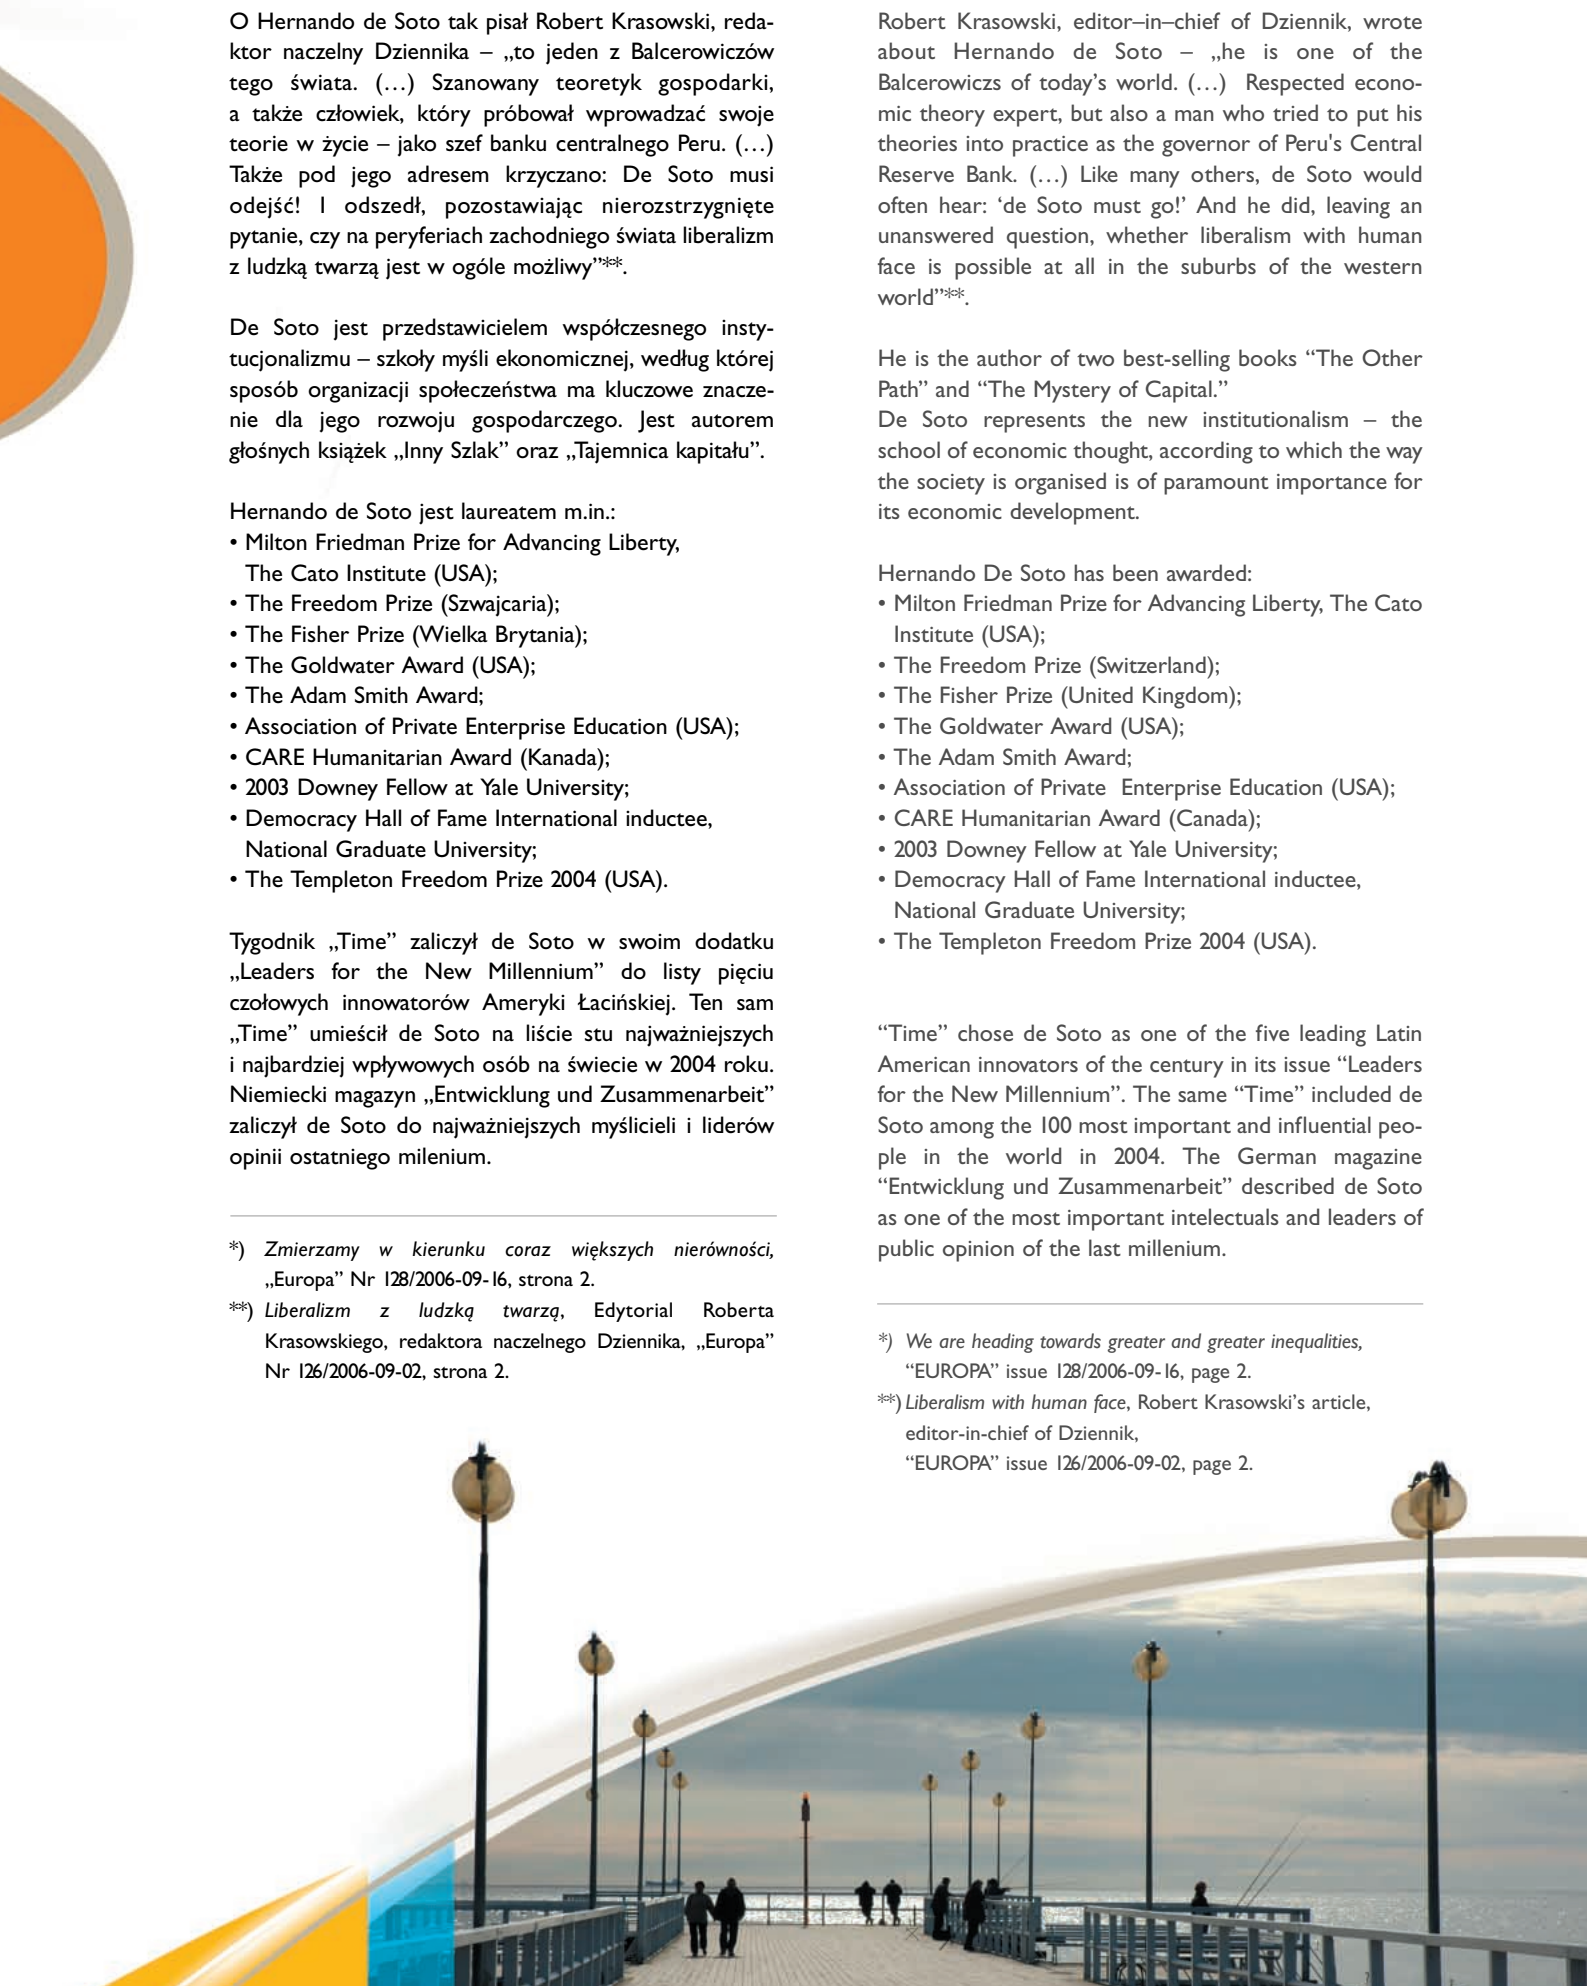 O Hernando de Soto tak pisał Robert Krasowski, reda-
ktor naczelny Dziennika – „to jeden z Balcerowiczów
tego świata. (…) Szanowany teoretyk gospodarki,
a także człowiek, który próbował wprowadzać swoje
teorie w życie – jako szef banku centralnego Peru. (…)
Także pod jego adresem krzyczano: De Soto musi
odejść! I odszedł, pozostawiając nierozstrzygnięte
pytanie, czy na peryferiach zachodniego świata liberalizm
z ludzką twarzą jest w ogóle możliwy”**.
De Soto jest przedstawicielem współczesnego insty-
tucjonalizmu – szkoły myśli ekonomicznej, według której
sposób organizacji społeczeństwa ma kluczowe znacze-
nie dla jego rozwoju gospodarczego. Jest autorem
głośnych książek „Inny Szlak” oraz „Tajemnica kapitału”.
Hernando de Soto jest laureatem m.in.:
• Milton Friedman Prize for Advancing Liberty,
The Cato Institute (USA);
• The Freedom Prize (Szwajcaria);
• The Fisher Prize (Wielka Brytania);
• The Goldwater Award (USA);
• The Adam Smith Award;
• Association of Private Enterprise Education (USA);
• CARE Humanitarian Award (Kanada);
• 2003 Downey Fellow at Yale University;
• Democracy Hall of Fame International inductee,
National Graduate University;
• The Templeton Freedom Prize 2004 (USA).
Tygodnik „Time” zaliczył de Soto w swoim dodatku
„Leaders for the New Millennium” do listy pięciu
czołowych innowatorów Ameryki Łacińskiej. Ten sam
„Time” umieścił de Soto na liście stu najważniejszych
i najbardziej wpływowych osób na świecie w 2004 roku.
Niemiecki magazyn „Entwicklung und Zusammenarbeit”
zaliczył de Soto do najważniejszych myślicieli i liderów
opinii ostatniego milenium.
*) Zmierzamy w kierunku coraz większych nierówności,
„Europa” Nr 128/2006-09-16, strona 2.
**) Liberalizm z ludzką twarzą, Edytorial Roberta
Krasowskiego, redaktora naczelnego Dziennika, „Europa”
Nr 126/2006-09-02, strona 2.
Robert Krasowski, editor–in–chief of Dziennik, wrote
about Hernando de Soto – „he is one of the
Balcerowiczs of today’s world. (…) Respected econo-
mic theory expert, but also a man who tried to put his
theories into practice as the governor of Peru's Central
Reserve Bank. (…) Like many others, de Soto would
often hear: ‘de Soto must go!’ And he did, leaving an
unanswered question, whether liberalism with human
face is possible at all in the suburbs of the western
world”**.
He is the author of two best-selling books “The Other
Path” and “The Mystery of Capital.”
De Soto represents the new institutionalism – the
school of economic thought, according to which the way
the society is organised is of paramount importance for
its economic development.
Hernando De Soto has been awarded:
• Milton Friedman Prize for Advancing Liberty, The Cato
Institute (USA);
• The Freedom Prize (Switzerland);
• The Fisher Prize (United Kingdom);
• The Goldwater Award (USA);
• The Adam Smith Award;
• Association of Private Enterprise Education (USA);
• CARE Humanitarian Award (Canada);
• 2003 Downey Fellow at Yale University;
• Democracy Hall of Fame International inductee,
National Graduate University;
• The Templeton Freedom Prize 2004 (USA).
“Time” chose de Soto as one of the five leading Latin
American innovators of the century in its issue “Leaders
for the New Millennium”. The same “Time” included de
Soto among the 100 most important and influential peo-
ple in the world in 2004. The German magazine
“Entwicklung und Zusammenarbeit” described de Soto
as one of the most important intelectuals and leaders of
public opinion of the last millenium.
*) We are heading towards greater and greater inequalities,
“EUROPA” issue 128/2006-09-16, page 2.
**) Liberalism with human face, Robert Krasowski’s article,
editor-in-chief of Dziennik,
“EUROPA” issue 126/2006-09-02, page 2.